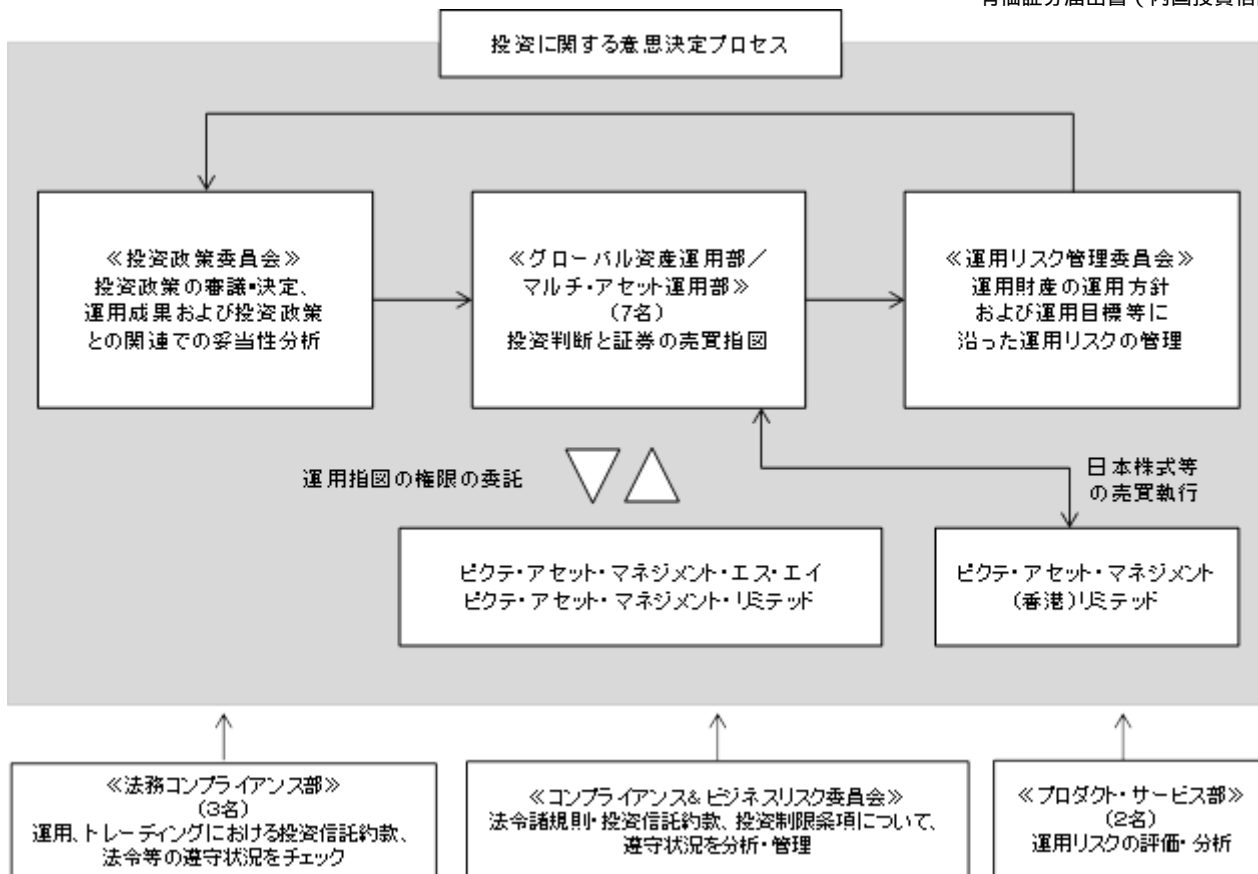 投資に関する意思決定プロセス
≪投資政策委員会≫
投資政策の審議・決定、
運用成果および投資政策
との関連での妥当性分析
≪グローバル資産運用部／
マルチ・アセット運用部≫
(7名)
投資判断と証券の売買指図
≪運用リスク管理委員会≫
運用財産の運用方針
および運用目標等に
沿った運用リスクの管理
運用指図の権限の委託
日本株式等
の売買執行
ピクテ・アセット・マネジメント・エス・エイ
ピクテ・アセット・マネジメント・リミテッド
ピクテ・アセット・マネジメント
(香港)リミテッド
≪法務コンプライアンス部≫
(3名)
運用、トレーディングにおける投資信託約款、
法令等の遵守状況をチェック
≪コンプライアンス&ビジネスリスク委員会≫
法令諸規則・投資信託約款、投資制限条項について、
遵守状況を分析・管理
≪プロダクト・サービス部≫
(2名)
運用リスクの評価・分析